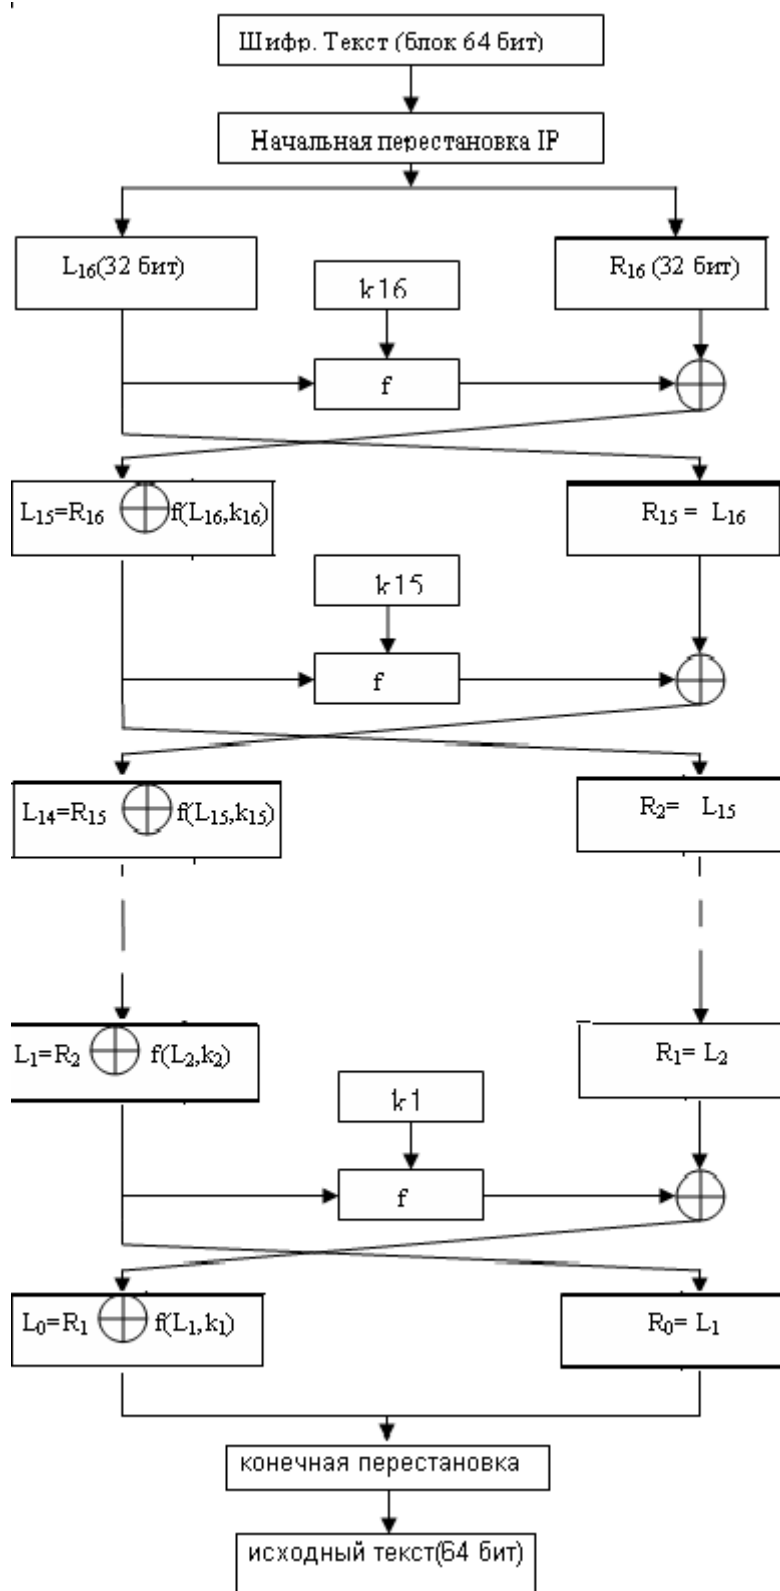 Шифр. Текст (блок 64 бит)
Начальная перестановка IP
L16(32 бит)
R16 (32 бит)
k16
f
L15=R16 ⊕ f(L16,k16)
R15 = L16
k15
f
L14=R15 ⊕ f(L15,k15)
R2= L15
L1=R2 ⊕ f(L2,k2)
R1= L2
k1
f
L0=R1 ⊕ f(L1,k1)
R0= L1
конечная перестановка
исходный текст(64 бит)